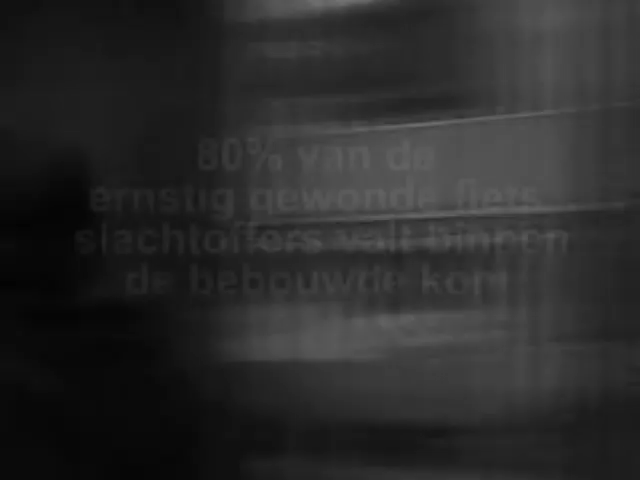 80% van de
ernstig gewonde fiets
slachtoffers valt binnen
de bebouwde kom